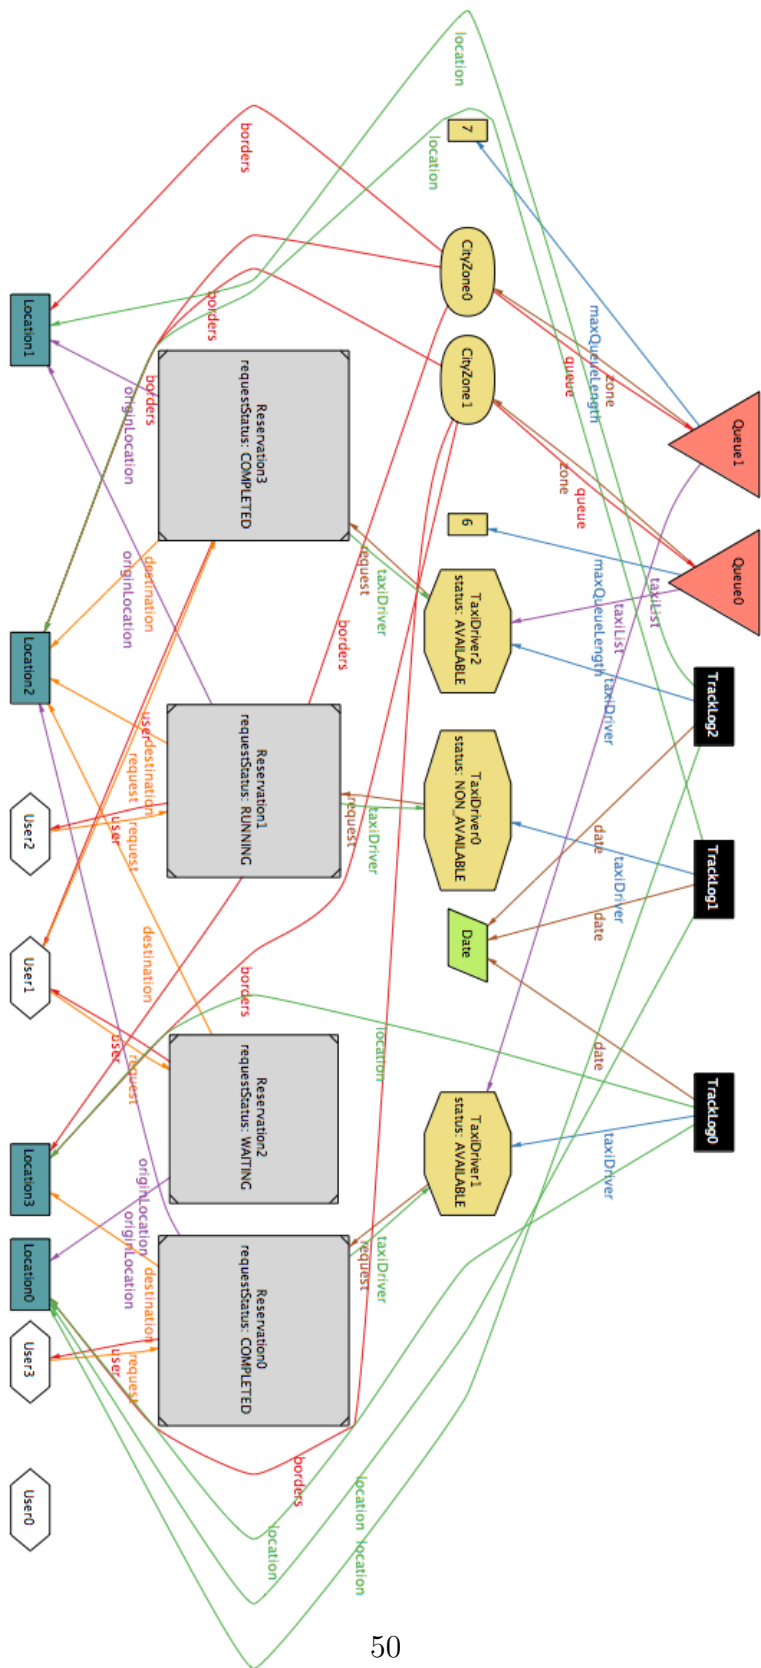 Queue1
Queue0
TrackLog2
TrackLog1
TrackLog0
zone
queue
maxQueueLength
queue
zone
maxQueueLength
taxiList
taxiList
taxiDriver
taxiDriver
taxiDriver
date
date
date
location
location
location
7
CityZone0
CityZone1
6
TaxiDriver2
status: AVAILABLE
TaxiDriver0
status: NON_AVAILABLE
Date
TaxiDriver1
status: AVAILABLE
taxiDriver
request
taxiDriver
request
taxiDriver
request
location
location
borders
borders
borders
Reservation3
requestStatus: COMPLETED
Reservation1
requestStatus: RUNNING
Reservation2
requestStatus: WAITING
Reservation0
requestStatus: COMPLETED
borders
borders
borders
location
originLocation
originLocation
destination
user
destination
request
user
request
destination
user
request
originLocation
originLocation
destination
user
request
Location1
Location2
User2
User1
Location3
Location0
User3
User0
50